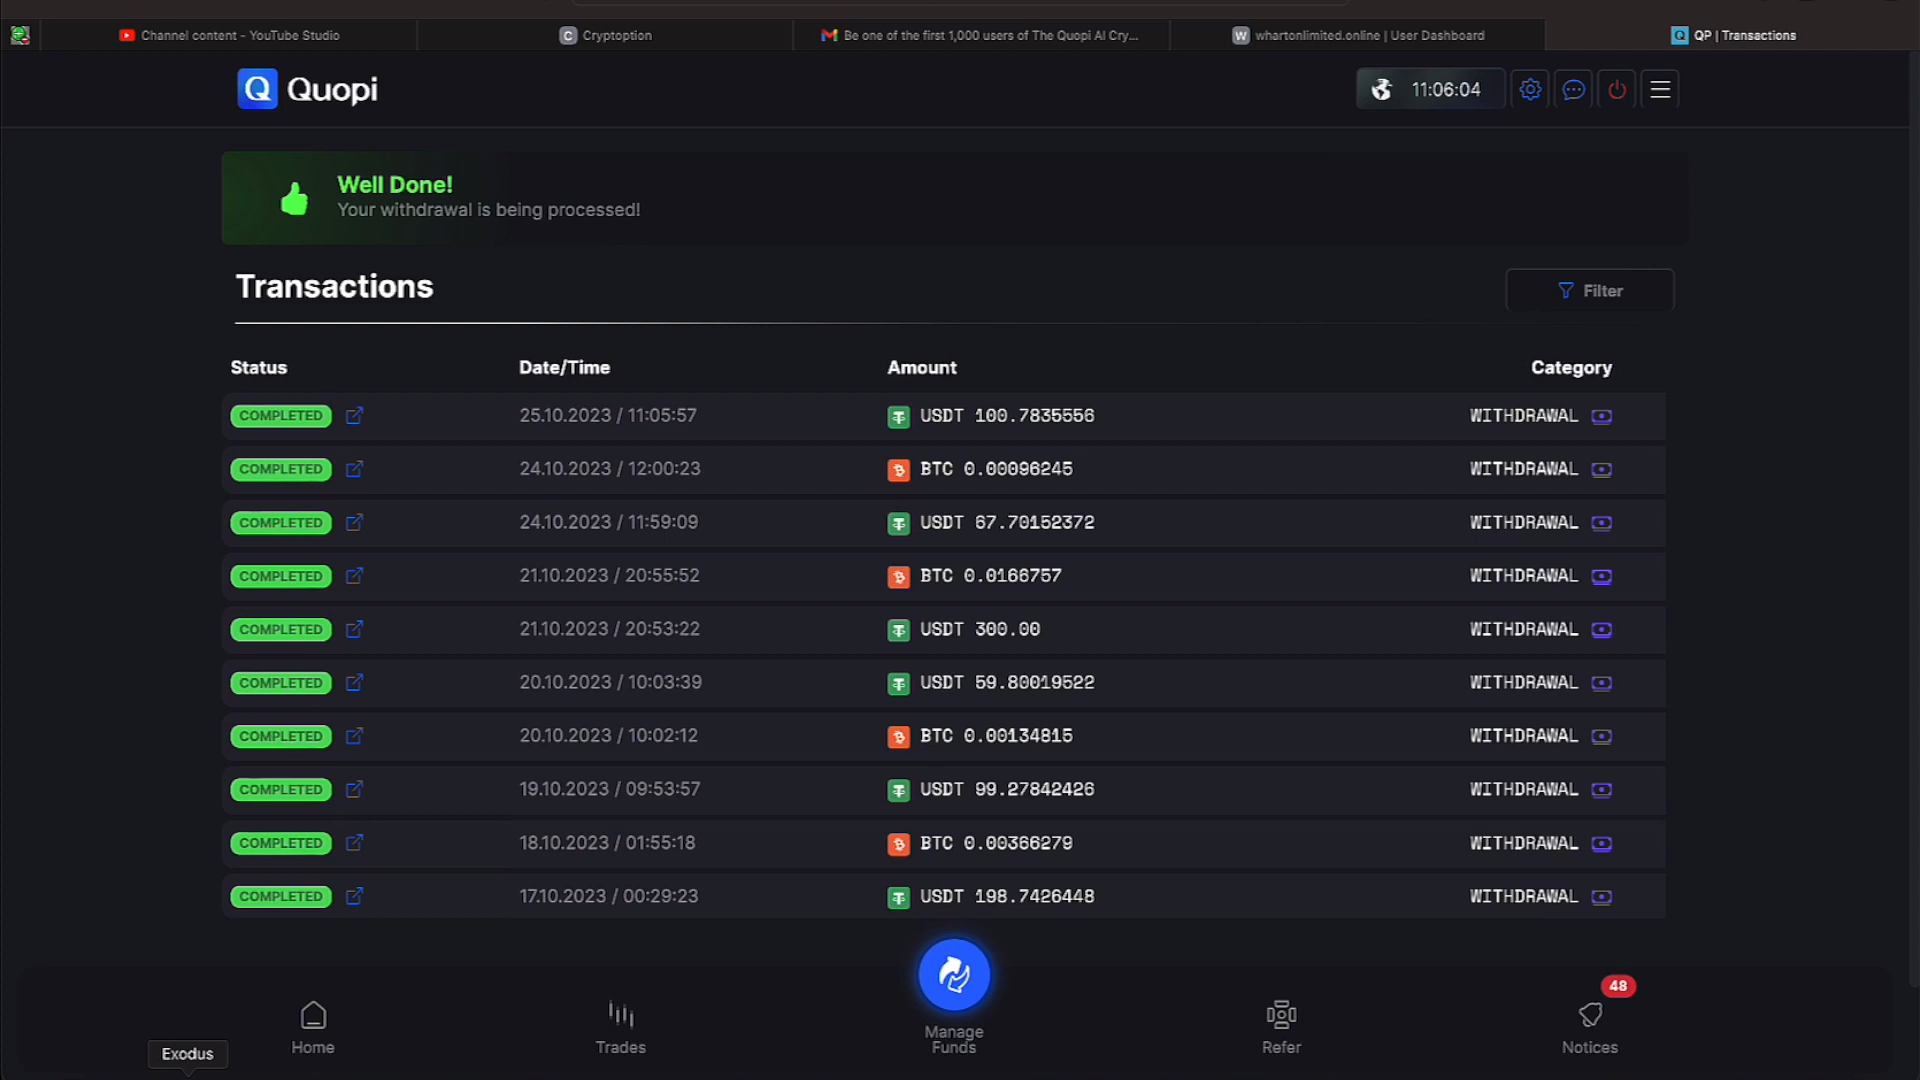 Channel content - YouTube Studio
C Cryptoption
Be one of the first 1,000 users of The Quopi AI Cry...
W whartonlimited.online | User Dashboard
Q QP | Transactions
Q Quopi
11:06:04
Well Done!
Your withdrawal is being processed!
Transactions
Filter
Status Date/Time Amount Category
COMPLETED 25.10.2023 / 11:05:57 USDT 100.7835556 WITHDRAWAL
COMPLETED 24.10.2023 / 12:00:23 BTC 0.00096245 WITHDRAWAL
COMPLETED 24.10.2023 / 11:59:09 USDT 67.70152372 WITHDRAWAL
COMPLETED 21.10.2023 / 20:55:52 BTC 0.0166757 WITHDRAWAL
COMPLETED 21.10.2023 / 20:53:22 USDT 300.00 WITHDRAWAL
COMPLETED 20.10.2023 / 10:03:39 USDT 59.80019522 WITHDRAWAL
COMPLETED 20.10.2023 / 10:02:12 BTC 0.00134815 WITHDRAWAL
COMPLETED 19.10.2023 / 09:53:57 USDT 99.27842426 WITHDRAWAL
COMPLETED 18.10.2023 / 01:55:18 BTC 0.00366279 WITHDRAWAL
COMPLETED 17.10.2023 / 00:29:23 USDT 198.7426448 WITHDRAWAL
48
Home
Trades
Manage
Funds
Refer
Notices
Exodus